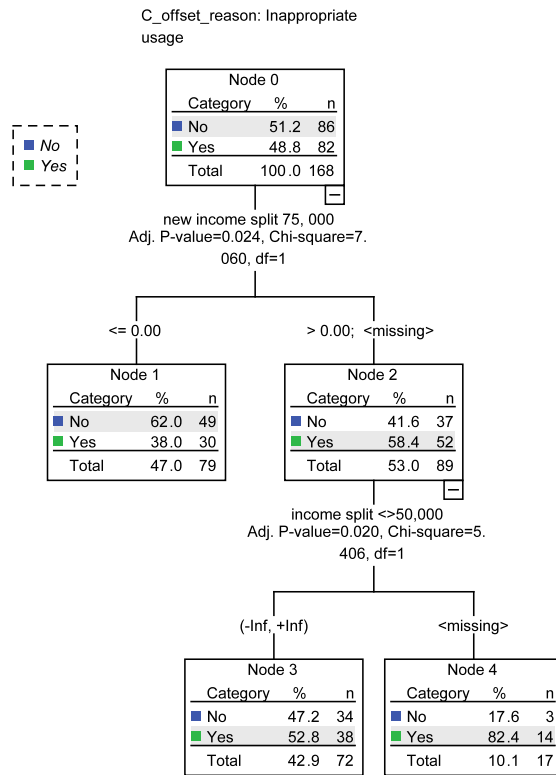 C_offset_reason: Inappropriate
usage
Node 0
Category % n
No 51.2 86
Yes 48.8 82
Total 100.0 168
No
Yes
new income split 75, 000
Adj. P-value=0.024, Chi-square=7.
060, df=1
<= 0.00
> 0.00; <missing>
Node 1
Category % n
No 62.0 49
Yes 38.0 30
Total 47.0 79
Node 2
Category % n
No 41.6 37
Yes 58.4 52
Total 53.0 89
income split <>50,000
Adj. P-value=0.020, Chi-square=5.
406, df=1
(-Inf, +Inf)
<missing>
Node 3
Category % n
No 47.2 34
Yes 52.8 38
Total 42.9 72
Node 4
Category % n
No 17.6 3
Yes 82.4 14
Total 10.1 17